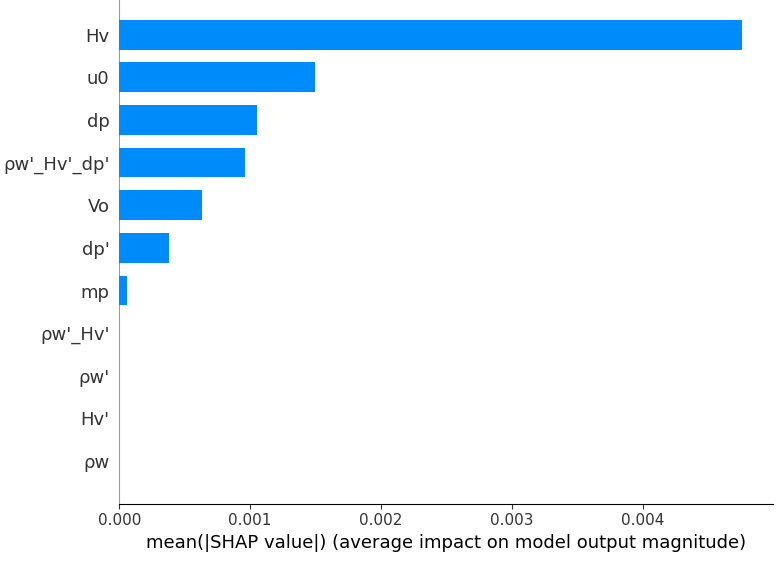 Hv
u0
dp
ρw'_Hv'_dp'
Vo
dp'
mp
ρw'_Hv'
ρw'
Hv'
ρw
0.000 0.001 0.002 0.003 0.004
mean(|SHAP value|) (average impact on model output magnitude)